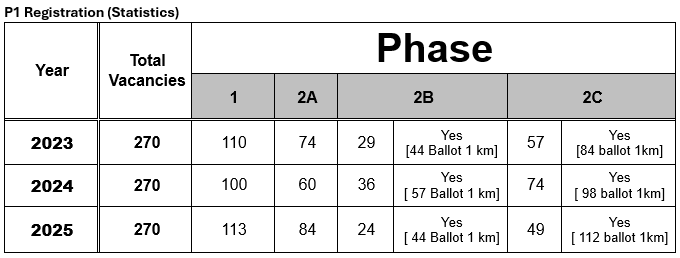 P1 Registration (Statistics)
Year Total Vacancies Phase
1 2A 2B 2C
2023 270 110 74 29 Yes 57 Yes
[44 Ballot 1 km] [84 ballot 1km]
2024 270 100 60 36 Yes 74 Yes
[ 57 Ballot 1 km] [ 98 ballot 1km]
2025 270 113 84 24 Yes 49 Yes
[ 44 Ballot 1 km] [ 112 ballot 1km]